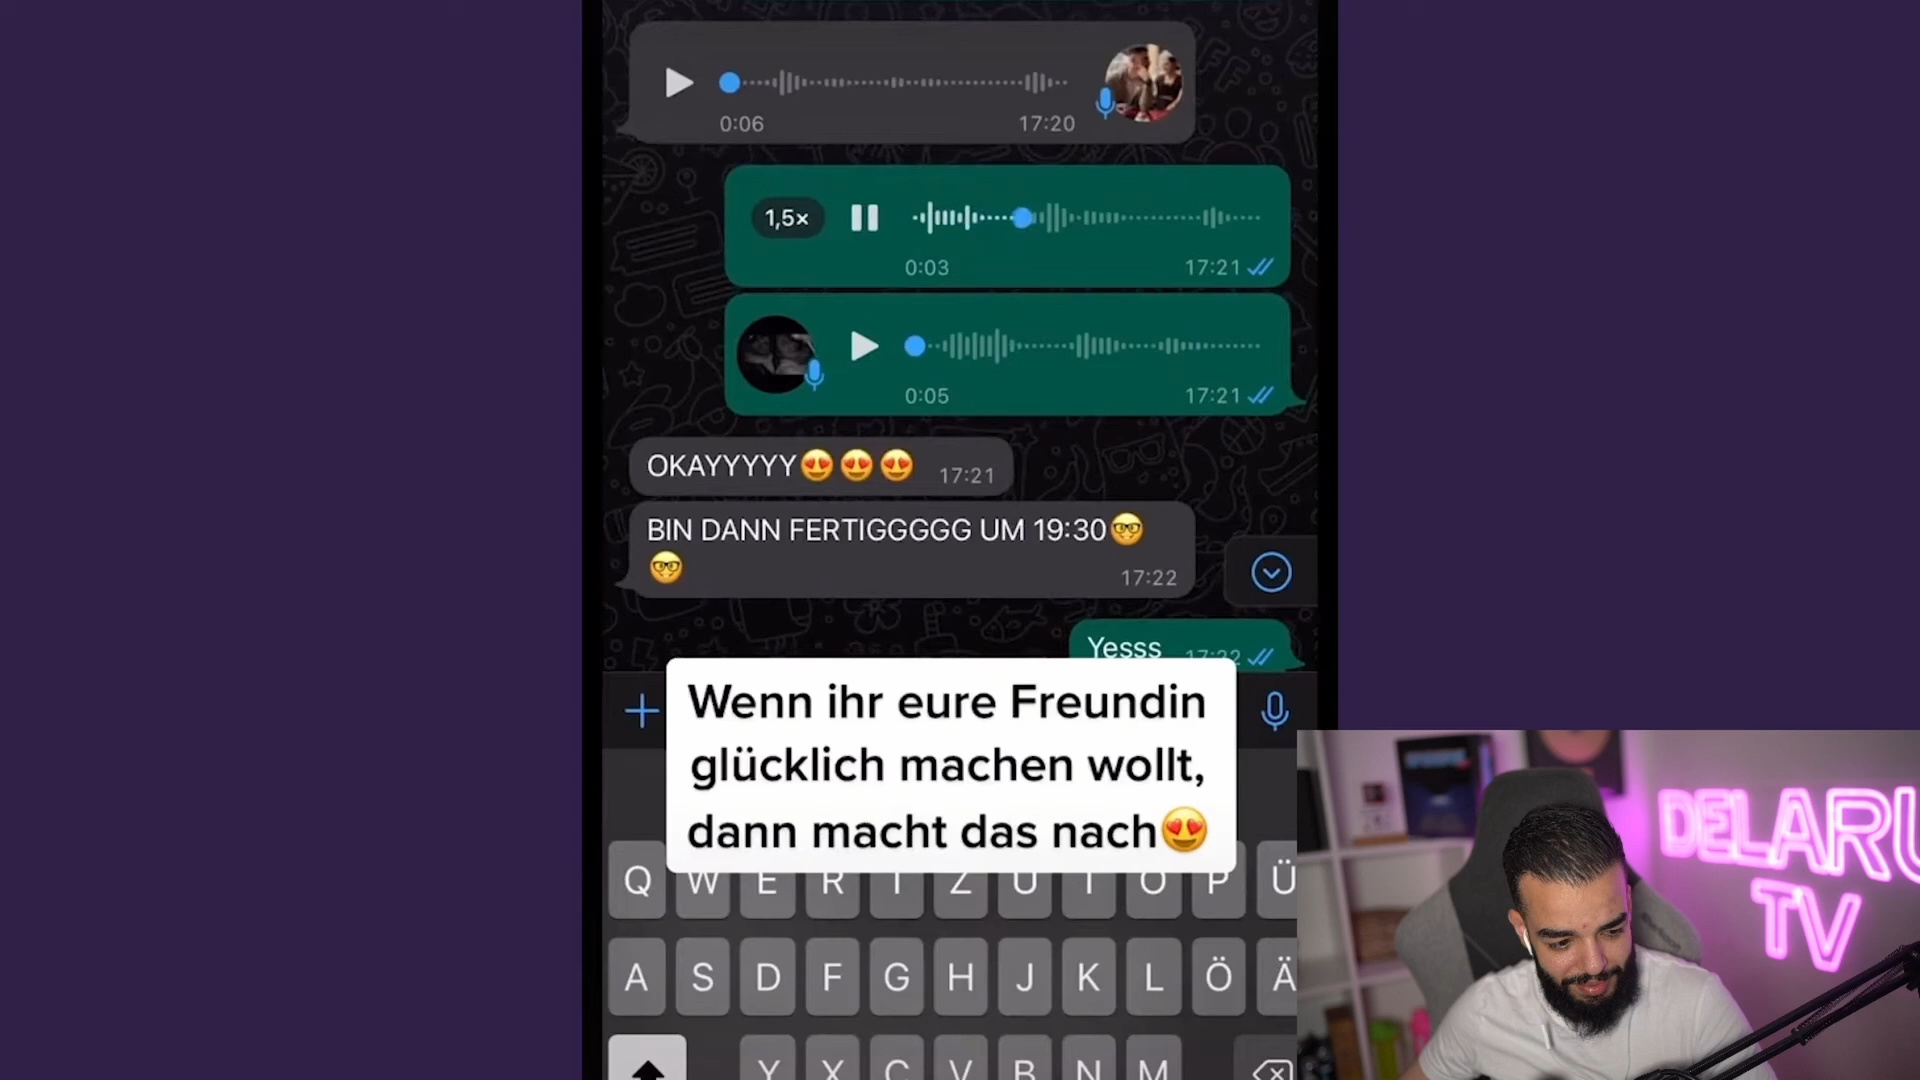 0:06 17:20
1,5×
0:03 17:21
0:05 17:21
OKAYYYYY😍😍😍 17:21
BIN DANN FERTIGGGGG UM 19:30🤓
🤓 17:22
Yesss 17:22
Wenn ihr eure Freundin
glücklich machen wollt,
dann macht das nach😍
Q W E R T Z U I O P Ü
A S D F G H J K L Ö Ä
Y X C V B N M
DELARU
TV